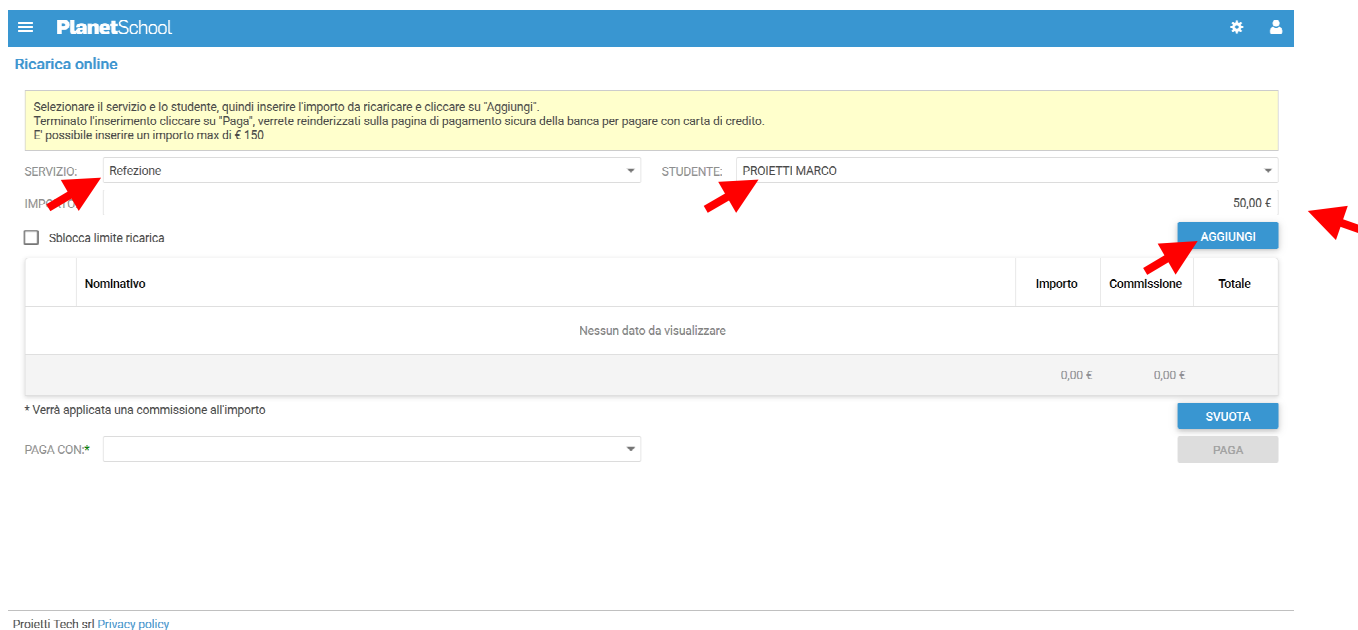 PlanetSchool
Ricarica online
Selezionare il servizio e lo studente, quindi inserire l'importo da ricaricare e cliccare su "Aggiungi".
Terminato l'inserimento cliccare su "Paga", verrete reinderizzati sulla pagina di pagamento sicura della banca per pagare con carta di credito.
E' possibile inserire un importo max di € 150
SERVIZIO: Refezione STUDENTE: PROIETTI MARCO
50,00 €
Sblocca limite ricarica AGGIUNGI
Nominativo Importo Commissione Totale
Nessun dato da visualizzare
0,00 € 0,00 €
* Verrà applicata una commissione all'importo SVUOTA
PAGA CON:* PAGA
Proietti Tech srl Privacy policy